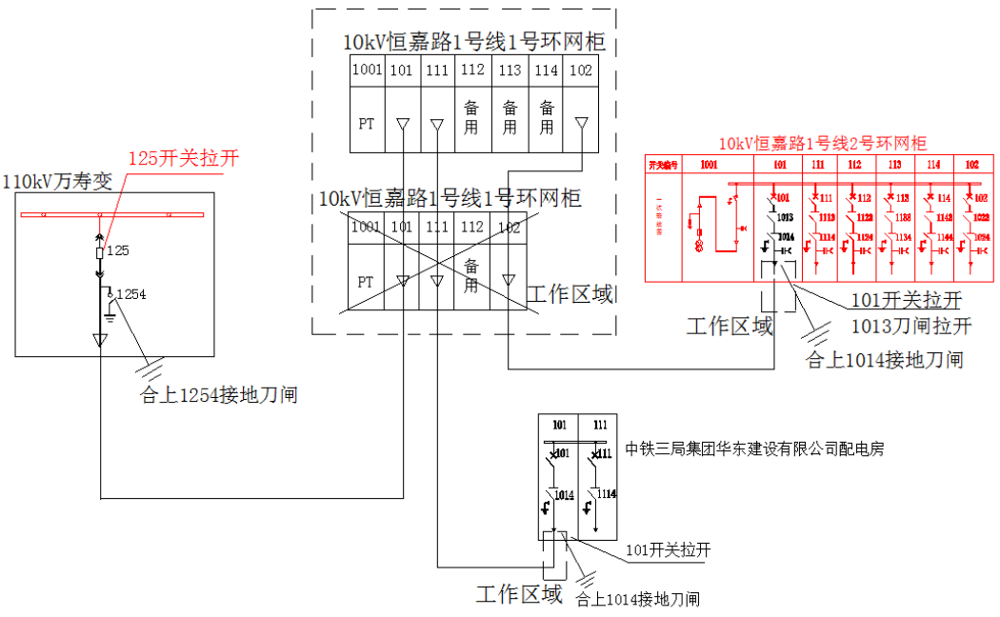 10kV恒嘉路1号线1号环网柜
1001 101 111 112 113 114 102
PT 备用 备用 备用
125开关拉开
110kV万寿变
125
1254
合上1254接地刀闸
10kV恒嘉路1号线1号环网柜
1001 101 111 112 102
PT 备用
工作区域
10kV恒嘉路1号线2号环网柜
开关编号 1001 101 111 112 113 114 102
101 111 112 113 114 102
1013 1113 1123 1133 1143 1023
1014 1114 1124 1134 1144 1024
101开关拉开
工作区域
1013刀闸拉开
合上1014接地刀闸
101 111
中铁三局集团华东建设有限公司配电房
101 111
1014 1114
101开关拉开
工作区域
合上1014接地刀闸